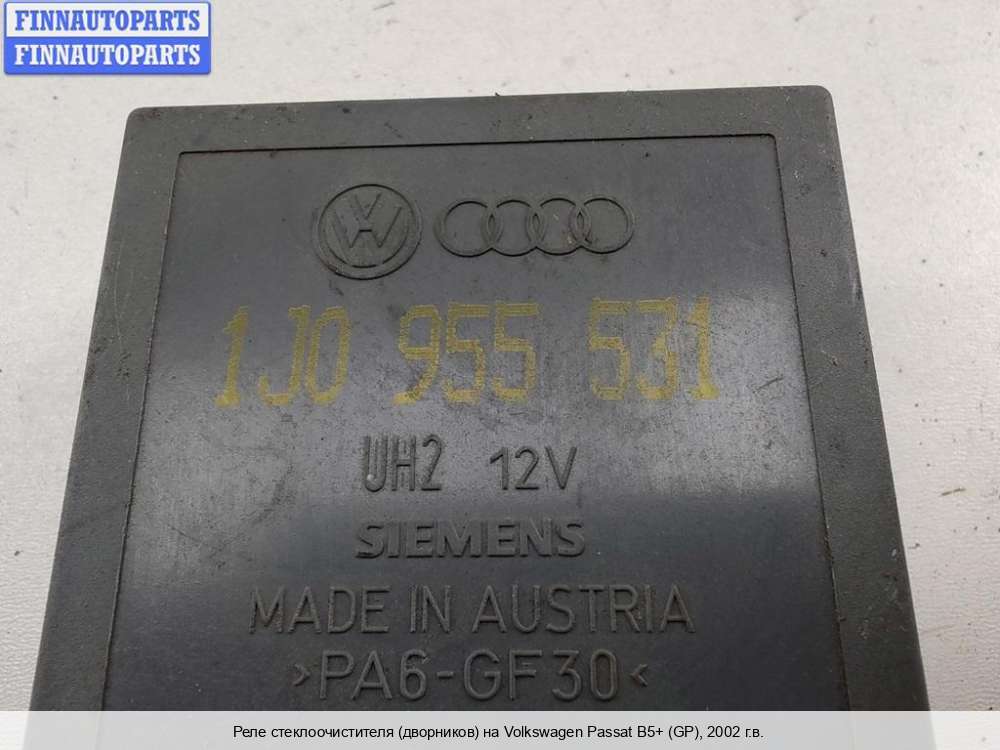 FINNAUTOPARTS
FINNAUTOPARTS
1J0 955 531
UH2 12V
SIEMENS
MADE IN AUSTRIA
>PA6-GF30<
Реле стеклоочистителя (дворников) на Volkswagen Passat B5+ (GP), 2002 г.в.